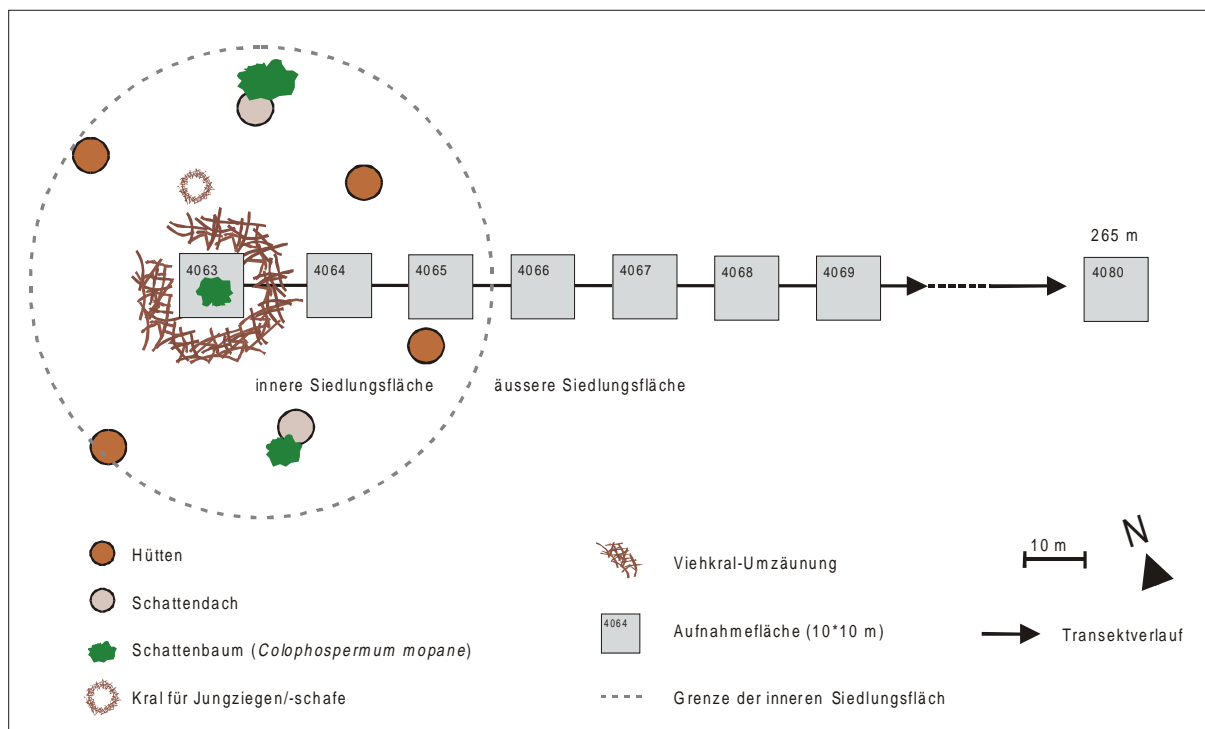 265 m
4063
4064
4065
4066
4067
4068
4069
4080
innere Siedlungsfläche
äussere Siedlungsfläche
Hütten
Schattendach
Schattenbaum (Colophospermum mopane)
Kral für Jungziegen/-schafe
Viehkral-Umzäunung
4064
Aufnahmefläche (10*10 m)
Grenze der inneren Siedlungsfläch
10 m
N
Transektverlauf